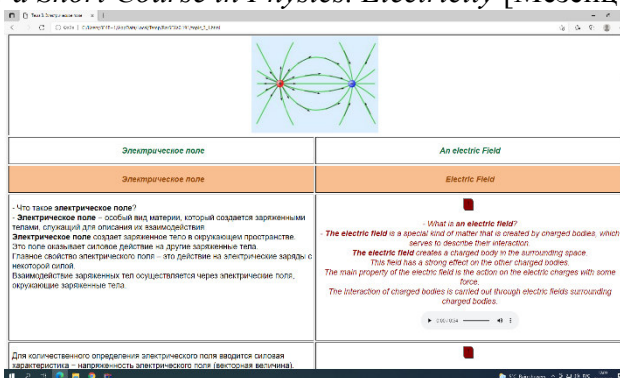 a Short Course in Physics. Electricity [Мезенц
Электрическое поле
An electric Field
Электрическое поле
Electric Field
- Что такое электрическое поле?
- Электрическое поле – особый вид материи, который создается заряженными
телами, служащий для описания их взаимодействия
Электрическое поле создает заряженное тело в окружающем пространстве.
Это поле оказывает силовое действие на другие заряженные тела.
Главное свойство электрического поля – это действие на электрические заряды с
некоторой силой.
Взаимодействие заряженных тел осуществляется через электрические поля,
окружающие заряженные тела.
- What is an electric field?
- The electric field is a special kind of matter that is created by charged bodies, which
serves to describe their interaction
The electric field creates a charged body in the surrounding space.
This field has a strong effect on the other charged bodies.
The main property of the electric field is the action on the electric charges with some
force.
The Interaction of charged bodies is carried out through electric fields surrounding
charged bodies.
Для количественного определения электрического поля вводится силовая
характеристика – напряженность электрического поля (векторная величина).